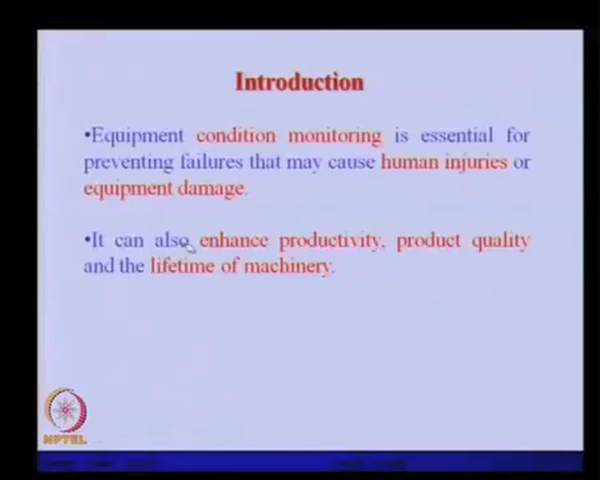 Introduction
•Equipment condition monitoring is essential for
preventing failures that may cause human injuries or
equipment damage.
•It can also enhance productivity, product quality
and the lifetime of machinery.
NPTEL